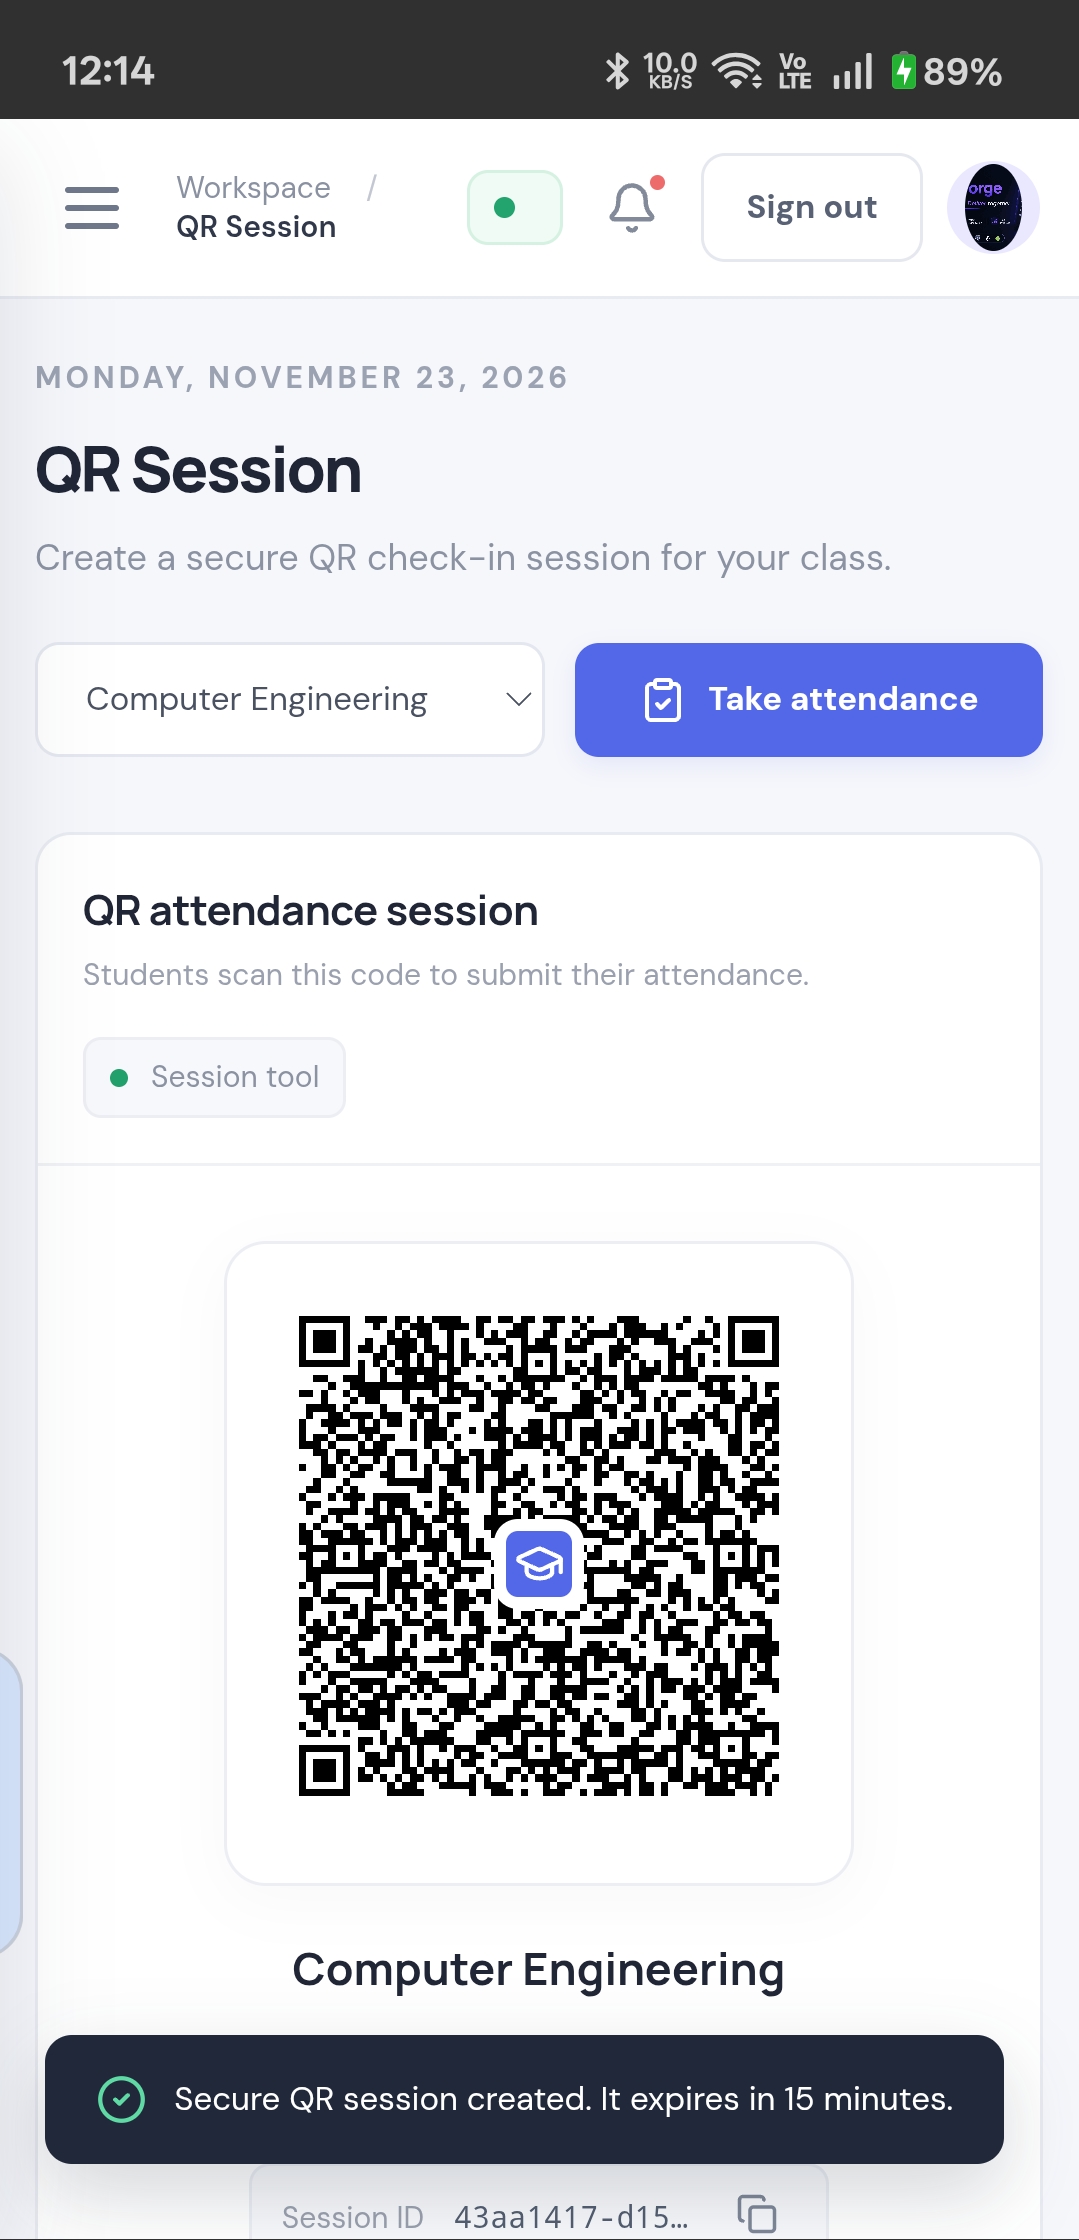 12:14
10.0
KB/S
Vo
LTE
89%
Workspace /
QR Session
Sign out
orge
MONDAY, NOVEMBER 23, 2026
QR Session
Create a secure QR check-in session for your class.
Computer Engineering
Take attendance
QR attendance session
Students scan this code to submit their attendance.
Session tool
Computer Engineering
Secure QR session created. It expires in 15 minutes.
Session ID 43aa1417-d15…